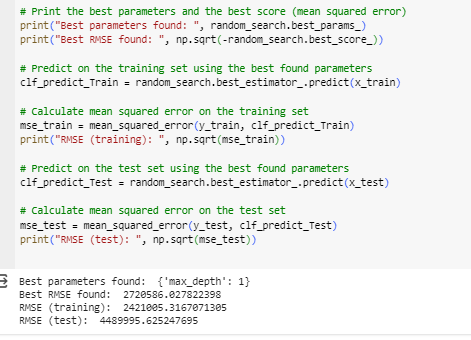 # Print the best parameters and the best score (mean squared error)
print("Best parameters found: ", random_search.best_params_)
print("Best RMSE found: ", np.sqrt(-random_search.best_score_))
# Predict on the training set using the best found parameters
clf_predict_Train = random_search.best_estimator_.predict(x_train)
# Calculate mean squared error on the training set
mse_train = mean_squared_error(y_train, clf_predict_Train)
print("RMSE (training): ", np.sqrt(mse_train))
# Predict on the test set using the best found parameters
clf_predict_Test = random_search.best_estimator_.predict(x_test)
# Calculate mean squared error on the test set
mse_test = mean_squared_error(y_test, clf_predict_Test)
print("RMSE (test): ", np.sqrt(mse_test))
Best parameters found:  {'max_depth': 1}
Best RMSE found:  2720586.027822398
RMSE (training):  2421005.3167071305
RMSE (test):  4489995.625247695